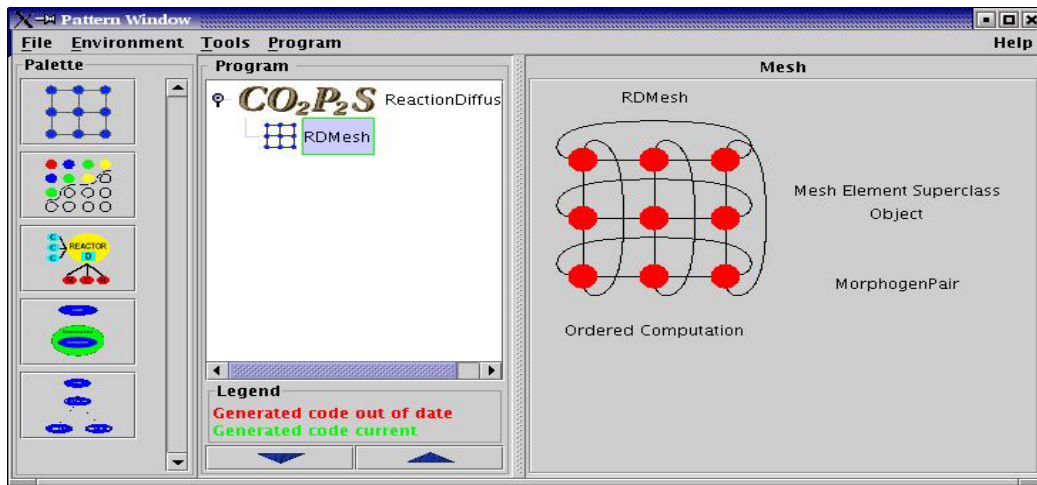 Pattern Window
File Environment Tools Program Help
Palette
REACTOR
D
C
C
C
Program
CO2P2S ReactionDiffus
RDMesh
Legend
Generated code out of date
Generated code current
Mesh
RDMesh
Mesh Element Superclass
Object
MorphogenPair
Ordered Computation